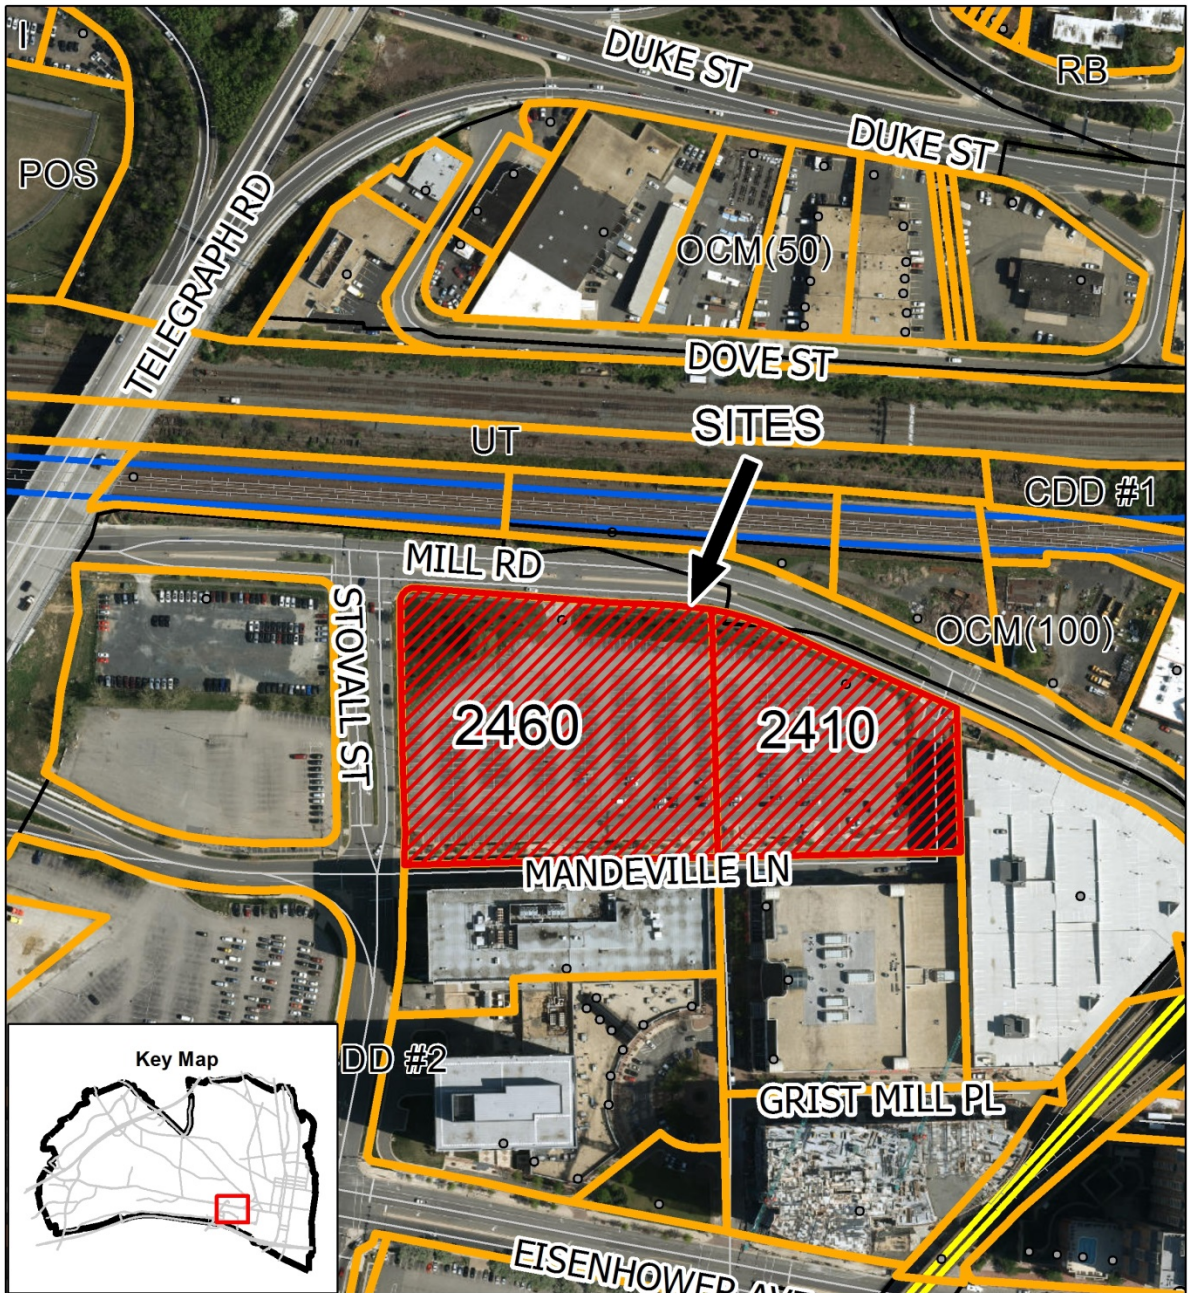 I
DUKE ST
RB
DUKE ST
POS
TELEGRAPH RD
OCM(50)
DOVE ST
SITES
UT
CDD #1
MILL RD
STOVALL ST
OCM(100)
2460
2410
MANDEVILLE LN
Key Map
DD #2
GRIST MILL PL
EISENHOWER AVE